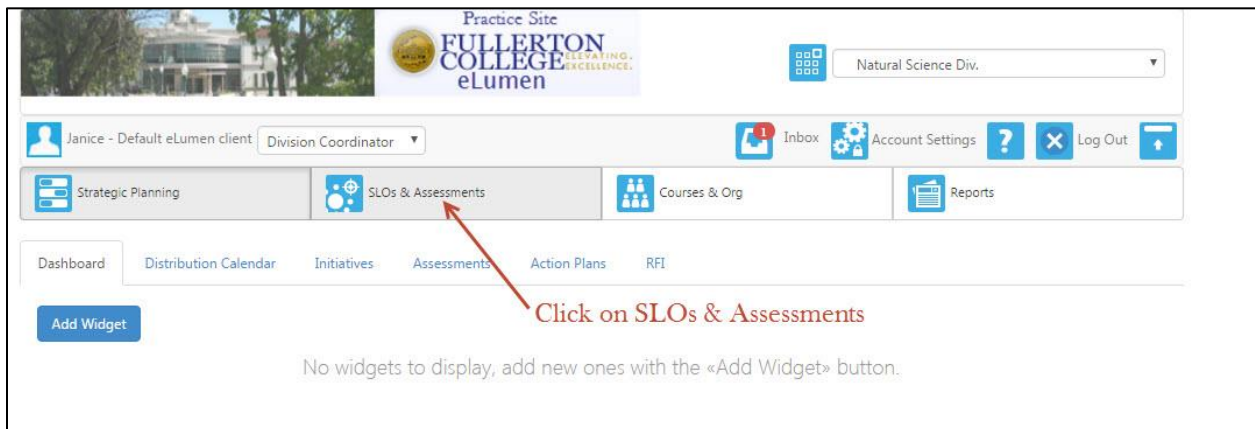 Practice Site
FULLERTON
COLLEGE ELEVATING. EXCELLENCE.
eLumen
Natural Science Div.
Janice - Default eLumen client Division Coordinator 1 Inbox Account Settings ? Log Out
Strategic Planning SLOs & Assessments Courses & Org Reports
Dashboard Distribution Calendar Initiatives Assessments Action Plans RFI
Click on SLOs & Assessments
Add Widget
No widgets to display, add new ones with the «Add Widget» button.